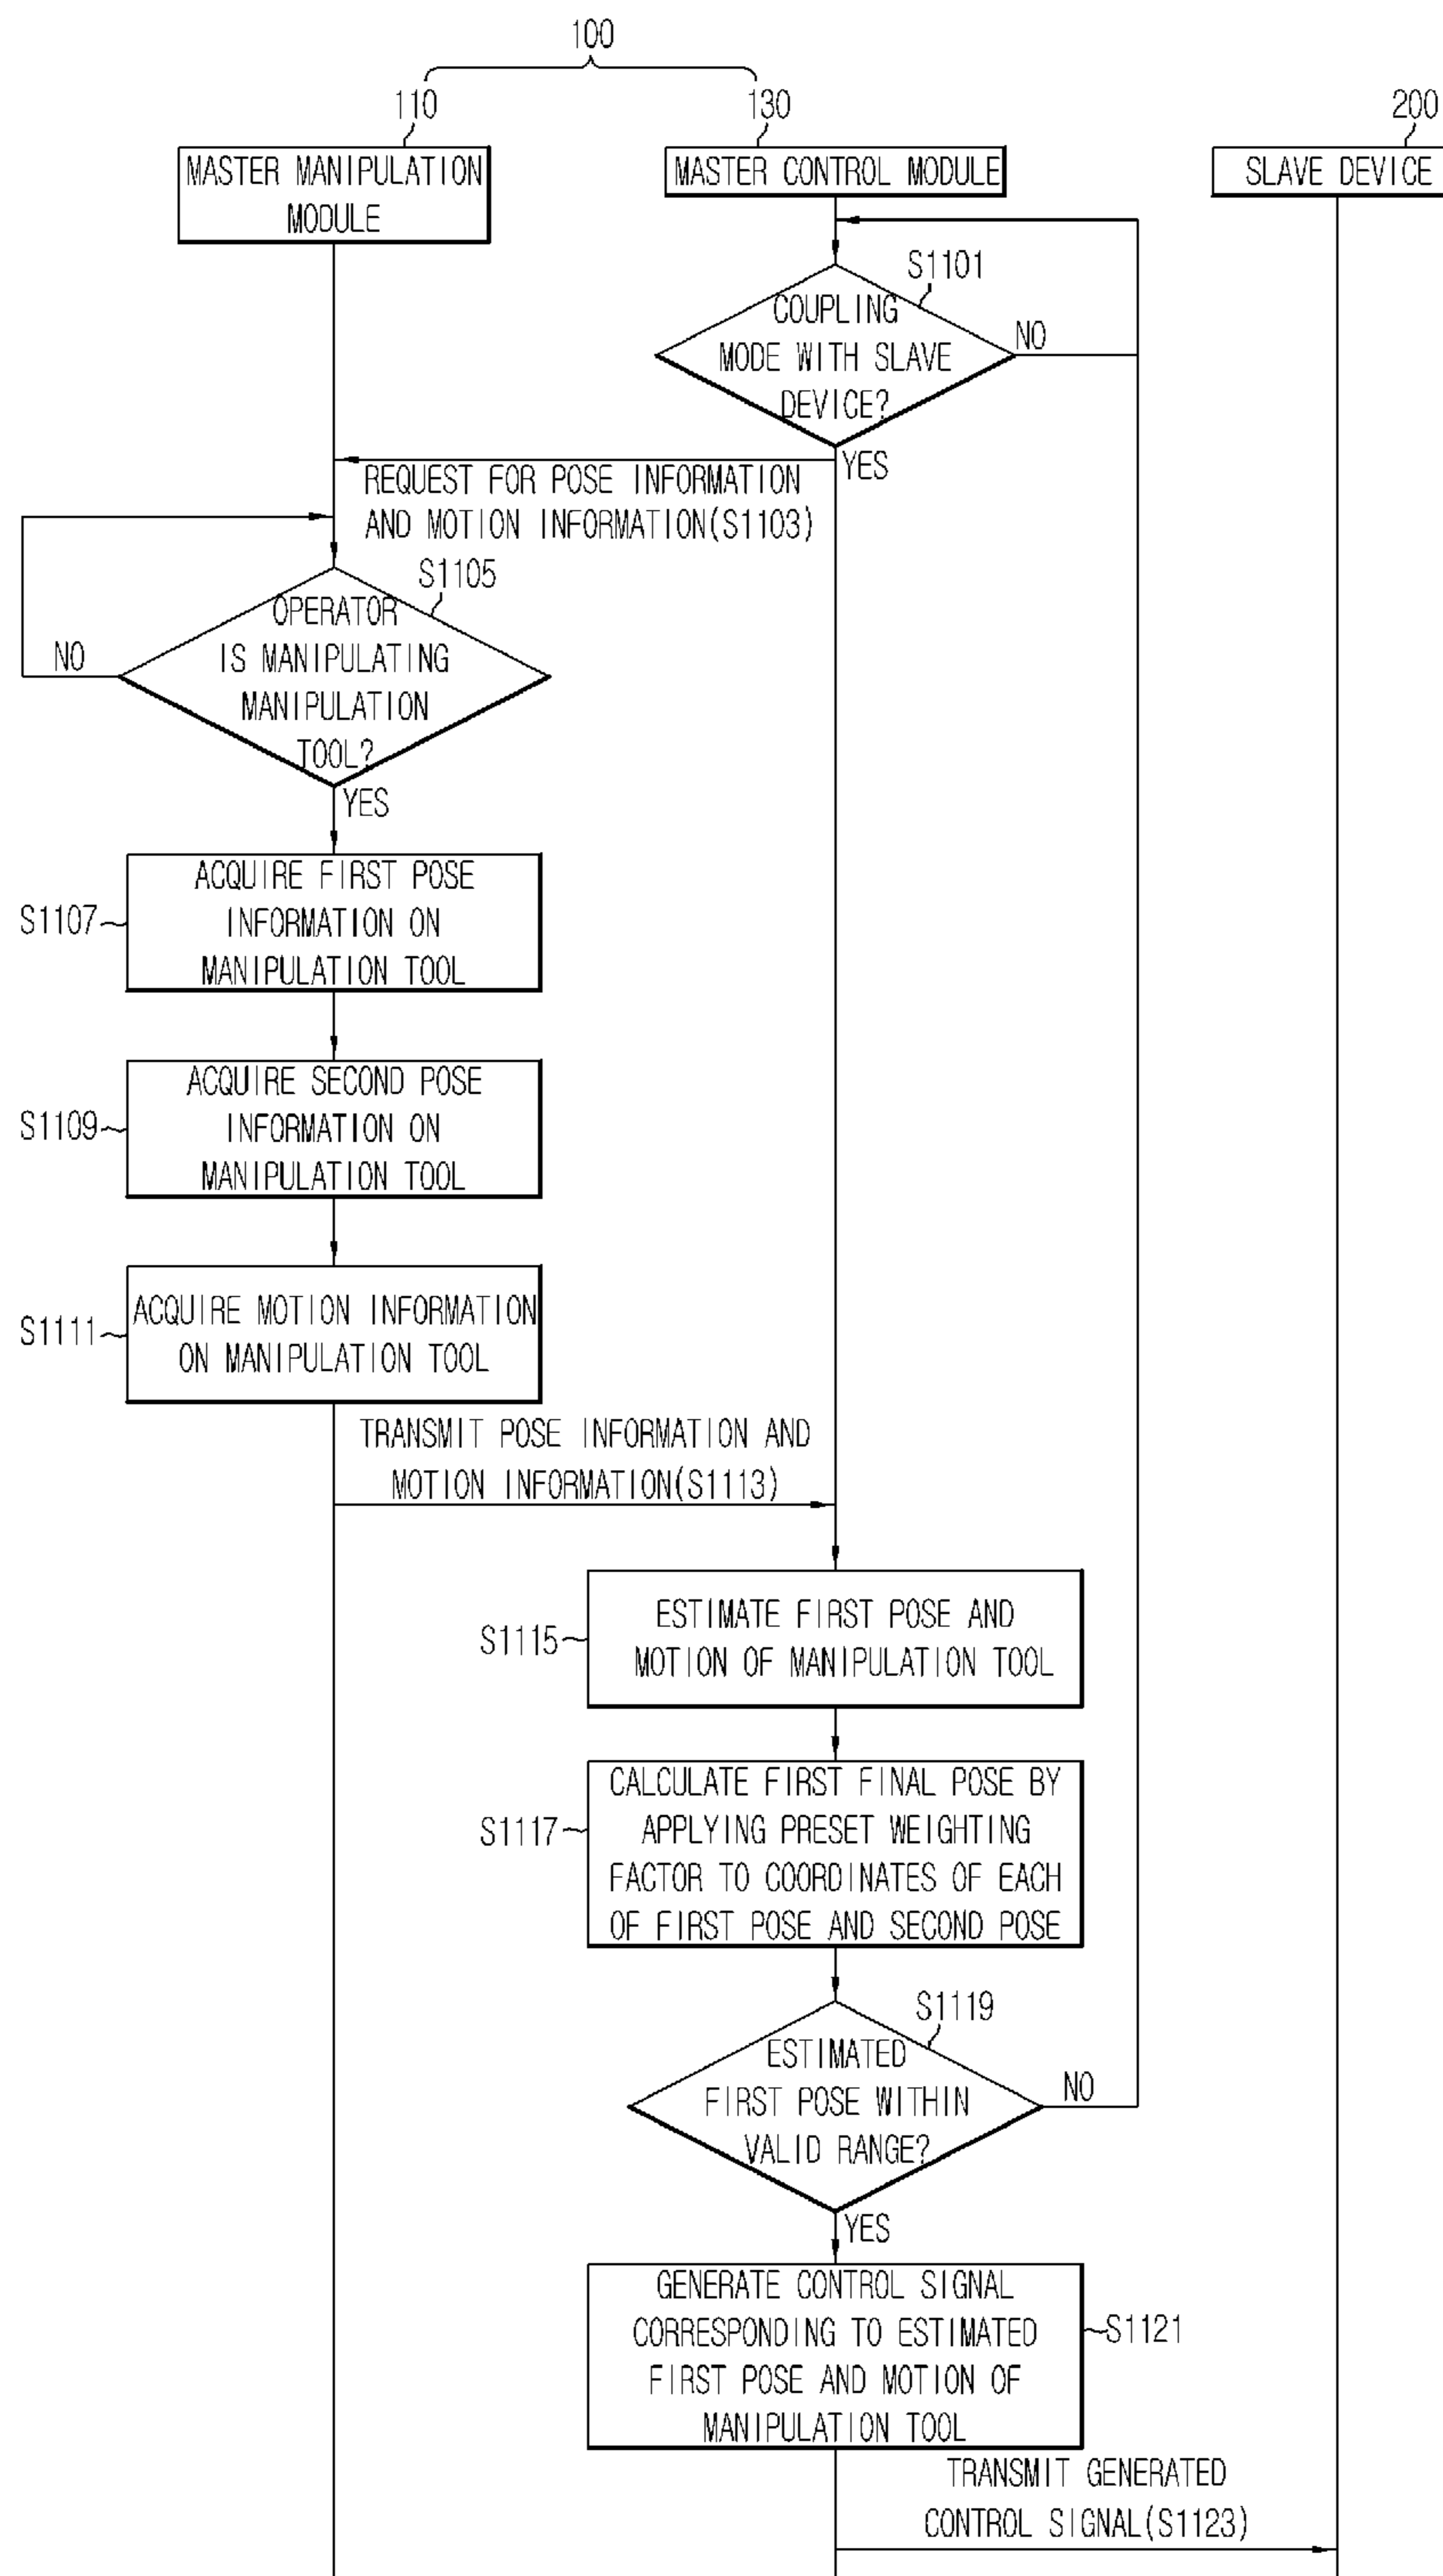 100
110
130
200
MASTER MANIPULATION
MODULE
MASTER CONTROL MODULE
SLAVE DEVICE
S1101
COUPLING
MODE WITH SLAVE
DEVICE?
NO
YES
REQUEST FOR POSE INFORMATION
AND MOTION INFORMATION(S1103)
S1105
OPERATOR
IS MANIPULATING
MANIPULATION
TOOL?
NO
YES
S1107
ACQUIRE FIRST POSE
INFORMATION ON
MANIPULATION TOOL
S1109
ACQUIRE SECOND POSE
INFORMATION ON
MANIPULATION TOOL
S1111
ACQUIRE MOTION INFORMATION
ON MANIPULATION TOOL
TRANSMIT POSE INFORMATION AND
MOTION INFORMATION(S1113)
S1115
ESTIMATE FIRST POSE AND
MOTION OF MANIPULATION TOOL
S1117
CALCULATE FIRST FINAL POSE BY
APPLYING PRESET WEIGHTING
FACTOR TO COORDINATES OF EACH
OF FIRST POSE AND SECOND POSE
S1119
ESTIMATED
FIRST POSE WITHIN
VALID RANGE?
NO
YES
GENERATE CONTROL SIGNAL
CORRESPONDING TO ESTIMATED
FIRST POSE AND MOTION OF
MANIPULATION TOOL
S1121
TRANSMIT GENERATED
CONTROL SIGNAL(S1123)